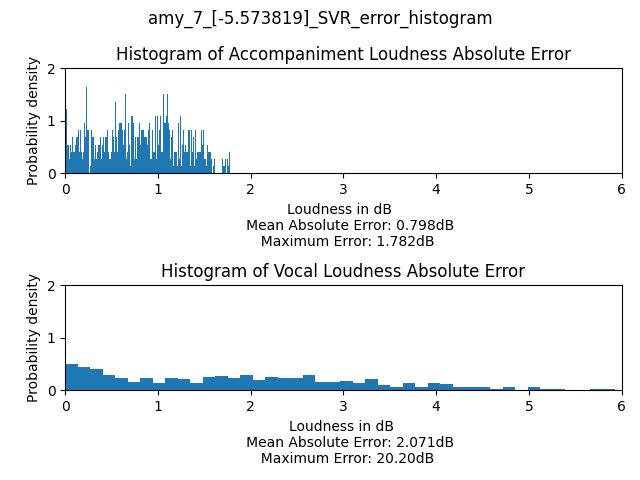 amy_7_[-5.573819]_SVR_error_histogram
Histogram of Accompaniment Loudness Absolute Error
Probability density
2
1
0
0 1 2 3 4 5 6
Loudness in dB
Mean Absolute Error: 0.798dB
Maximum Error: 1.782dB
Histogram of Vocal Loudness Absolute Error
Probability density
2
1
0
0 1 2 3 4 5 6
Loudness in dB
Mean Absolute Error: 2.071dB
Maximum Error: 20.20dB